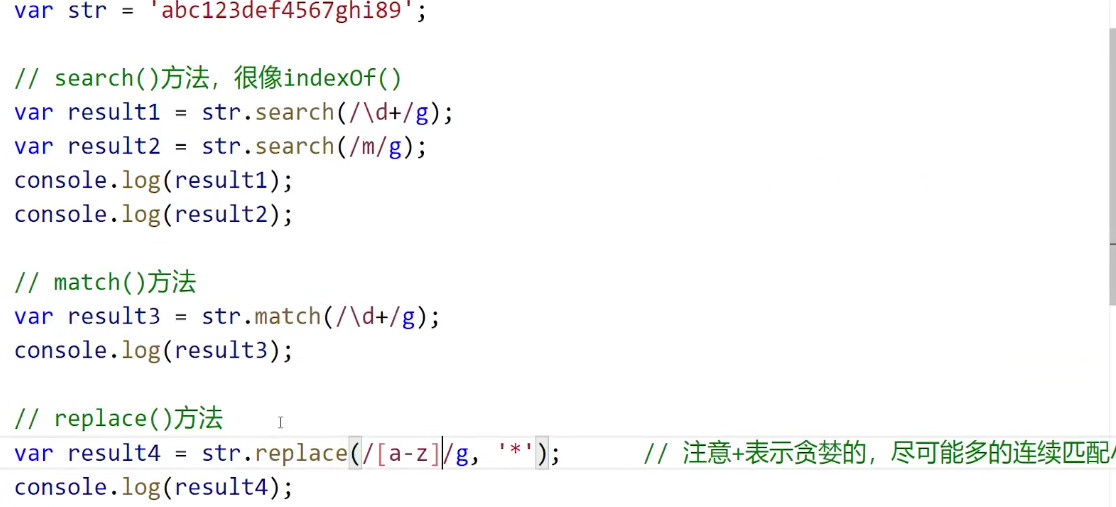 var str = 'abc123def4567ghi89';
// search()方法，很像indexOf()
var result1 = str.search(/\d+/g);
var result2 = str.search(/m/g);
console.log(result1);
console.log(result2);
// match()方法
var result3 = str.match(/\d+/g);
console.log(result3);
// replace()方法
var result4 = str.replace(/[a-z]/g, '*'); // 注意+表示贪婪的，尽可能多的连续匹配
console.log(result4);